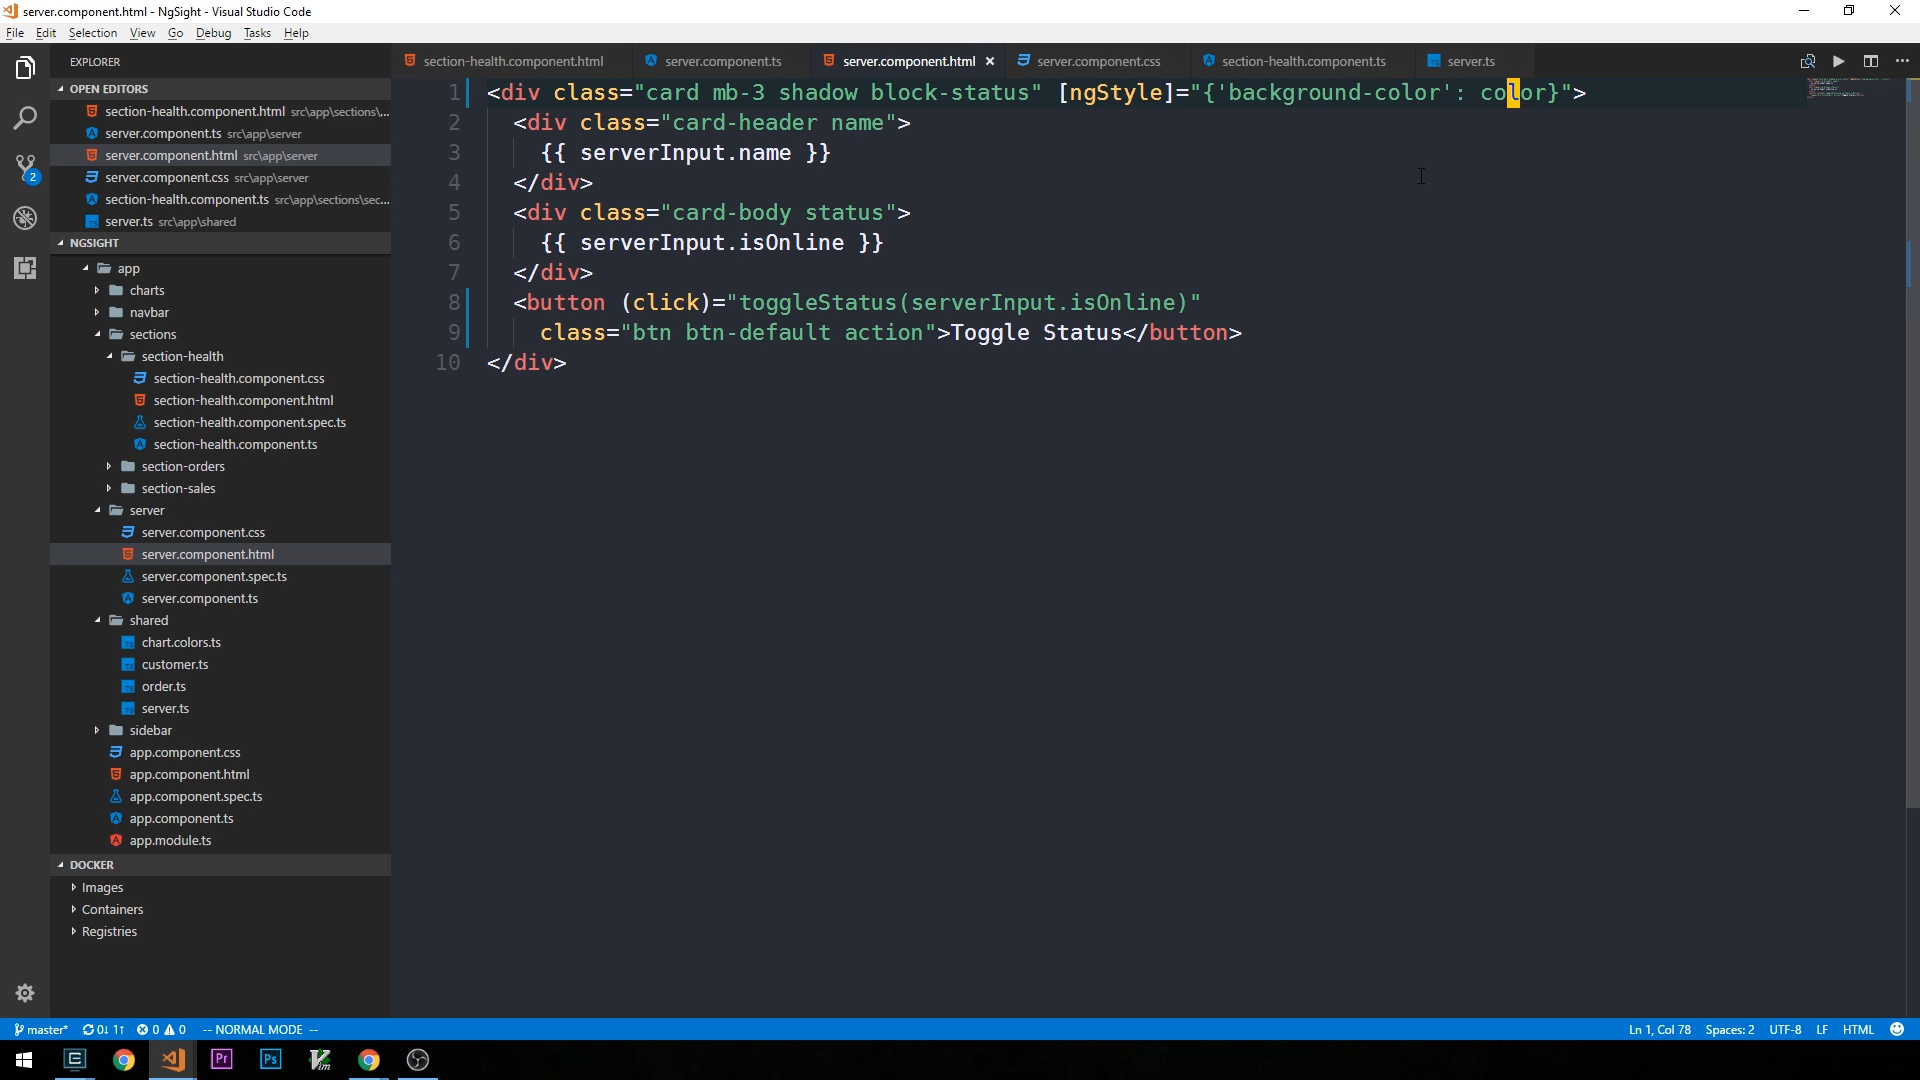 server.component.html - NgSight - Visual Studio Code
File Edit Selection View Go Debug Tasks Help
EXPLORER
OPEN EDITORS
section-health.component.html src\app\sections\...
server.component.ts src\app\server
server.component.html src\app\server
server.component.css src\app\server
section-health.component.ts src\app\sections\sec...
server.ts src\app\shared
NGSIGHT
app
charts
navbar
sections
section-health
section-health.component.css
section-health.component.html
section-health.component.spec.ts
section-health.component.ts
section-orders
section-sales
server
server.component.css
server.component.html
server.component.spec.ts
server.component.ts
shared
chart.colors.ts
customer.ts
order.ts
server.ts
sidebar
app.component.css
app.component.html
app.component.spec.ts
app.component.ts
app.module.ts
DOCKER
Images
Containers
Registries
2
section-health.component.html server.component.ts server.component.html server.component.css section-health.component.ts server.ts
1 <div class="card mb-3 shadow block-status" [ngStyle]="{'background-color': color}">
2 <div class="card-header name">
3 {{ serverInput.name }}
4 </div>
5 <div class="card-body status">
6 {{ serverInput.isOnline }}
7 </div>
8 <button (click)="toggleStatus(serverInput.isOnline)"
9 class="btn btn-default action">Toggle Status</button>
10 </div>
master* 0↓ 1↑ 0 0 -- NORMAL MODE -- Ln 1, Col 78 Spaces: 2 UTF-8 LF HTML
Pr Ps Vim